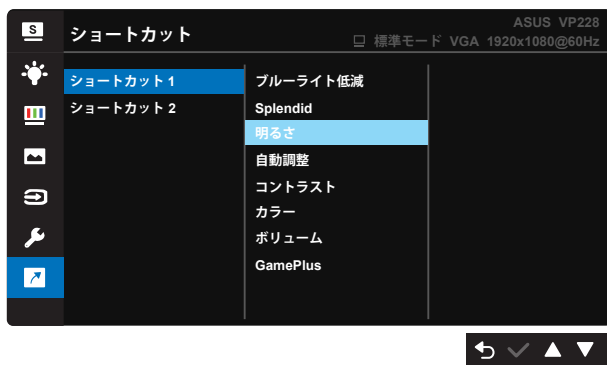 S
ショートカット
ASUS VP228
標準モード VGA 1920x1080@60Hz
ショートカット 1
ショートカット 2
ブルーライト低減
Splendid
明るさ
自動調整
コントラスト
カラー
ボリューム
GamePlus